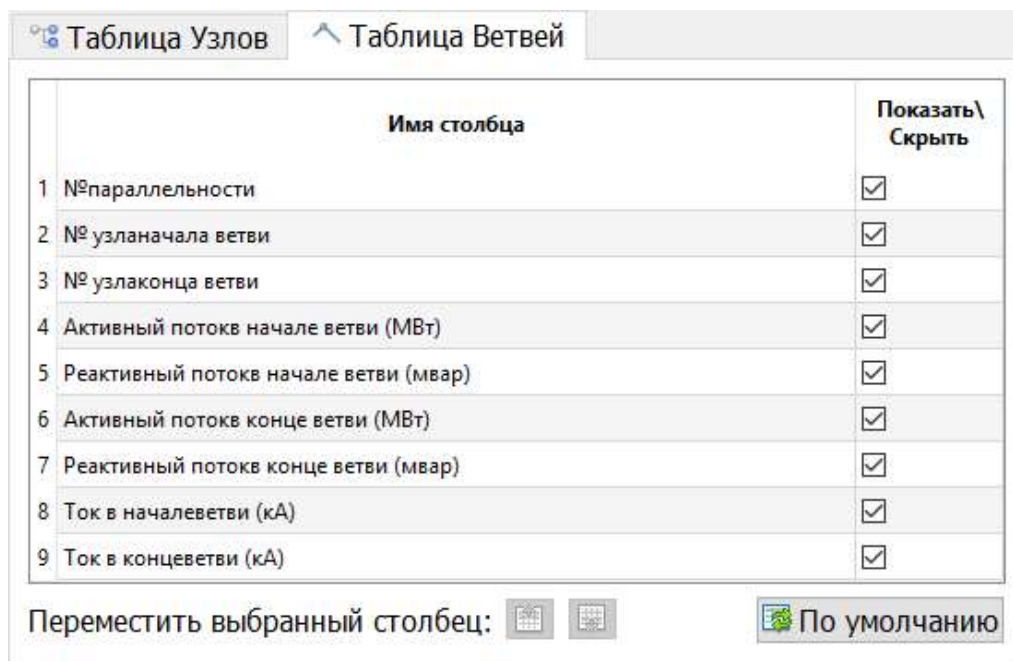 Таблица Узлов
Таблица Ветвей
Имя столбца
Показать\
Скрыть
1 №параллельности
2 № узланачала ветви
3 № узлаконца ветви
4 Активный потокв начале ветви (МВт)
5 Реактивный потокв начале ветви (мвар)
6 Активный потокв конце ветви (МВт)
7 Реактивный потокв конце ветви (мвар)
8 Ток в началеветви (кА)
9 Ток в концеветви (кА)
Переместить выбранный столбец:
По умолчанию